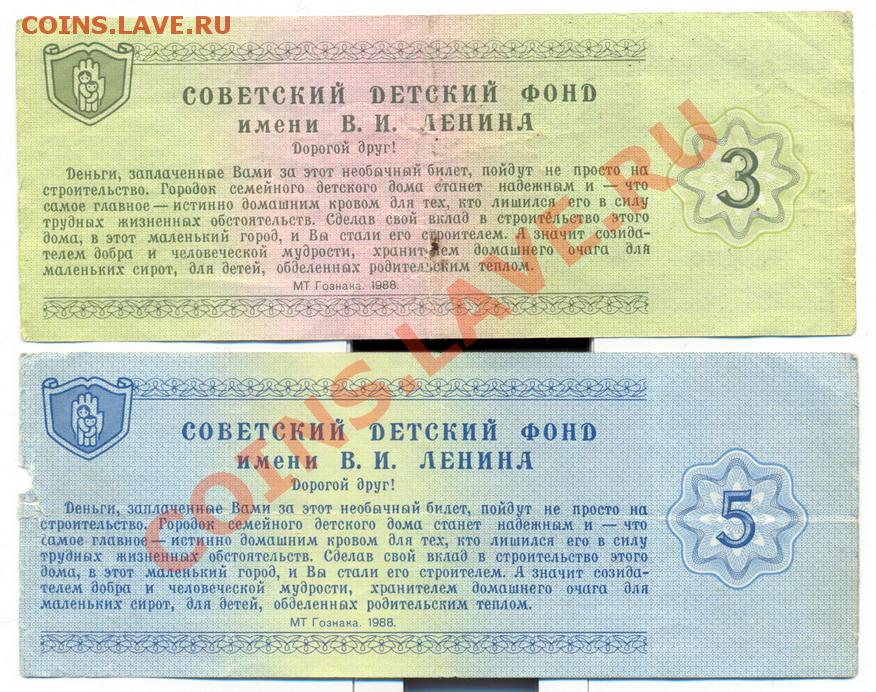 COINS.LAVE.RU
СОВЕТСКИЙ ДЕТСКИЙ ФОНД
имени В. И. ЛЕНИНА
Дорогой друг!
Деньги, заплаченные Вами за этот необычный билет, пойдут не просто на
строительство. Городок семейного детского дома станет надежным и — что
самое главное — истинно домашним кровом для тех, кто лишился его в силу
трудных жизненных обстоятельств. Сделав свой вклад в строительство этого
дома, в этот маленький город, и Вы стали его строителем. А значит созида-
телем добра и человеческой мудрости, хранителем домашнего очага для
маленьких сирот, для детей, обделенных родительским теплом.
МТ Гознака. 1988.
3
COINS.LAVE.RU
СОВЕТСКИЙ ДЕТСКИЙ ФОНД
имени В. И. ЛЕНИНА
Дорогой друг!
Деньги, заплаченные Вами за этот необычный билет, пойдут не просто на
строительство. Городок семейного детского дома станет надежным и — что
самое главное — истинно домашним кровом для тех, кто лишился его в силу
трудных жизненных обстоятельств. Сделав свой вклад в строительство этого
дома, в этот маленький город, и Вы стали его строителем. А значит созида-
телем добра и человеческой мудрости, хранителем домашнего очага для
маленьких сирот, для детей, обделенных родительским теплом.
МТ Гознака. 1988.
5